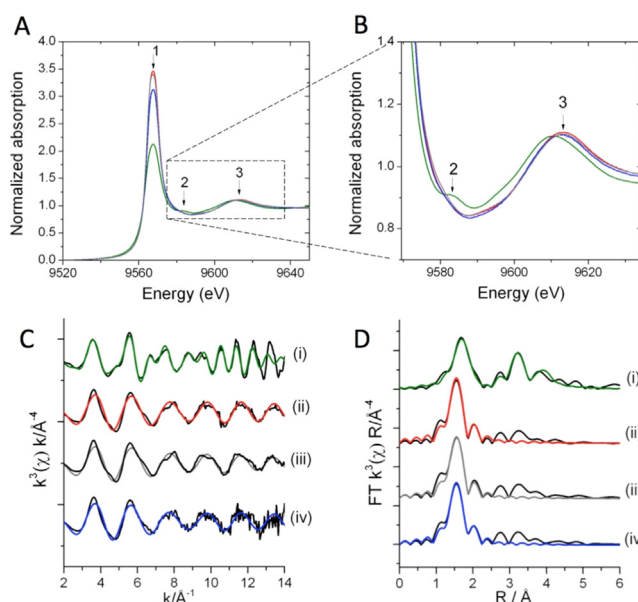 A
1
Normalized absorption
4.0
3.5
3.0
2.5
2.0
1.5
1.0
0.5
0.0
2
3
9520
9560
9600
9640
Energy (eV)
B
Normalized absorption
1.4
1.2
1.0
0.8
2
3
9580
9600
9620
Energy (eV)
C
k³(χ) k/Å⁻⁴
(i)
(ii)
(iii)
(iv)
2
4
6
8
10
12
14
k/Å⁻¹
D
FT k³(χ) R/Å⁻⁴
(i)
(ii
(ii
(iv
0
1
2
3
4
5
6
R / Å